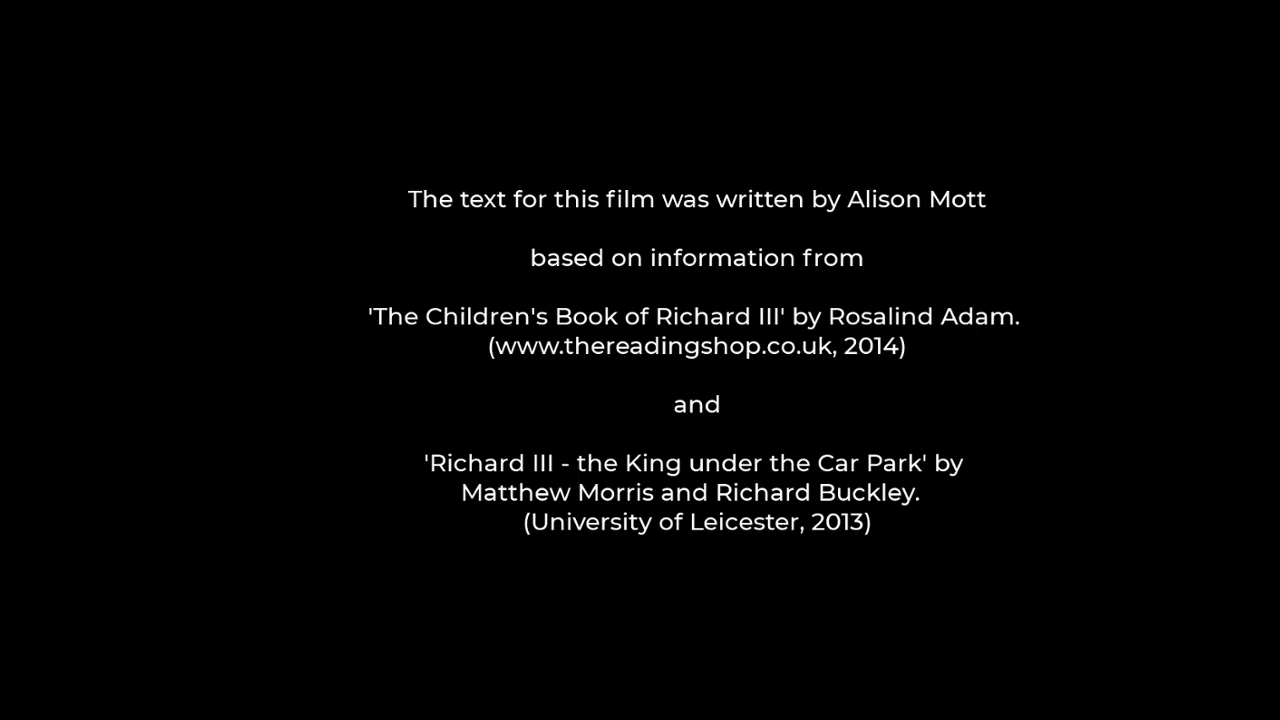 The text for this film was written by Alison Mott
based on information from
'The Children's Book of Richard III' by Rosalind Adam.
(www.thereadingshop.co.uk, 2014)
and
'Richard III - the King under the Car Park' by
Matthew Morris and Richard Buckley.
(University of Leicester, 2013)